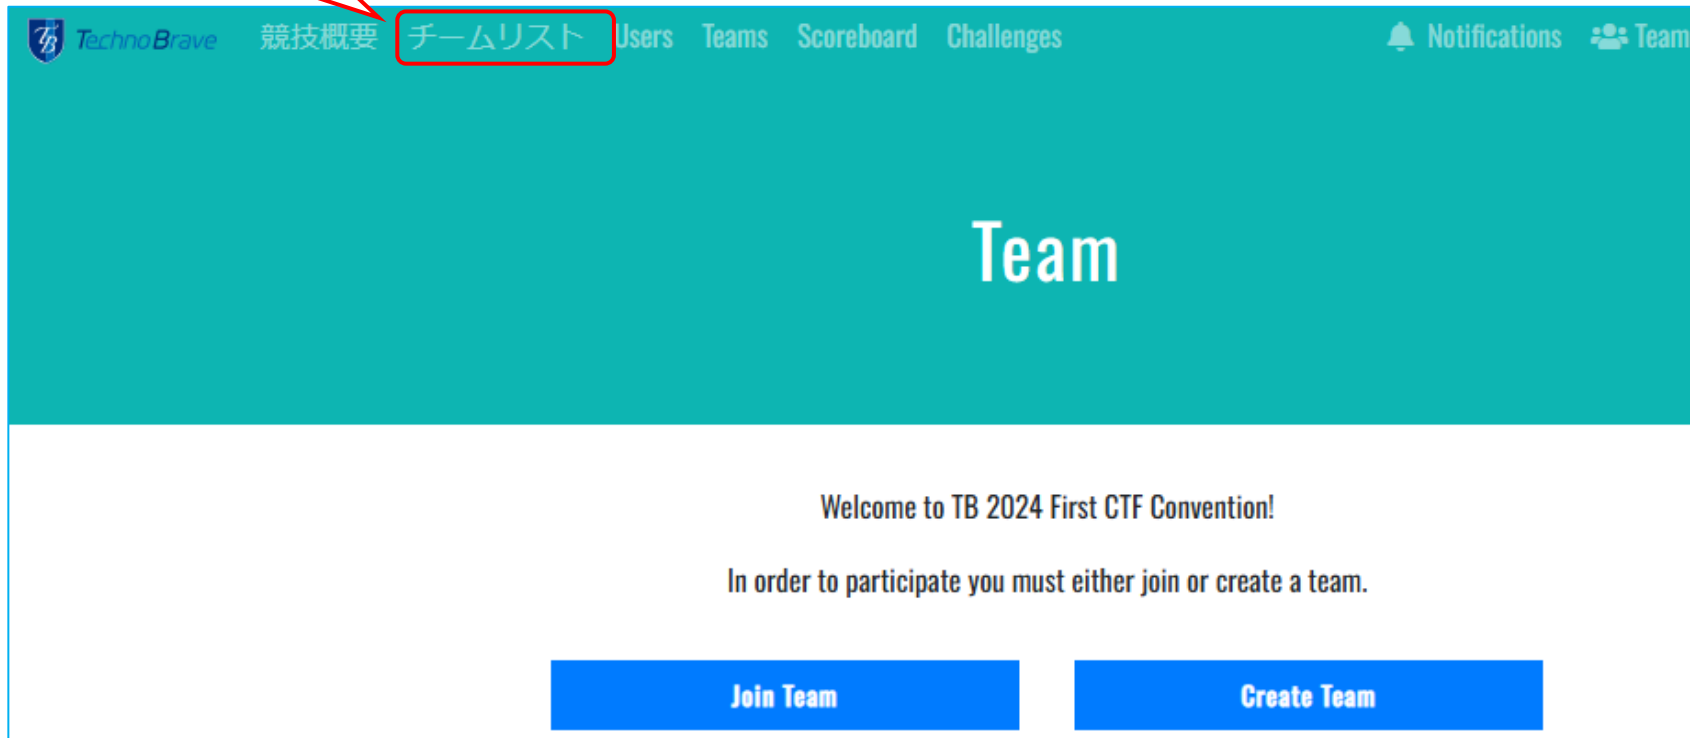 TB TechnoBrave 競技概要 チームリスト Users Teams Scoreboard Challenges Notifications Team
Team
Welcome to TB 2024 First CTF Convention!
In order to participate you must either join or create a team.
Join Team Create Team